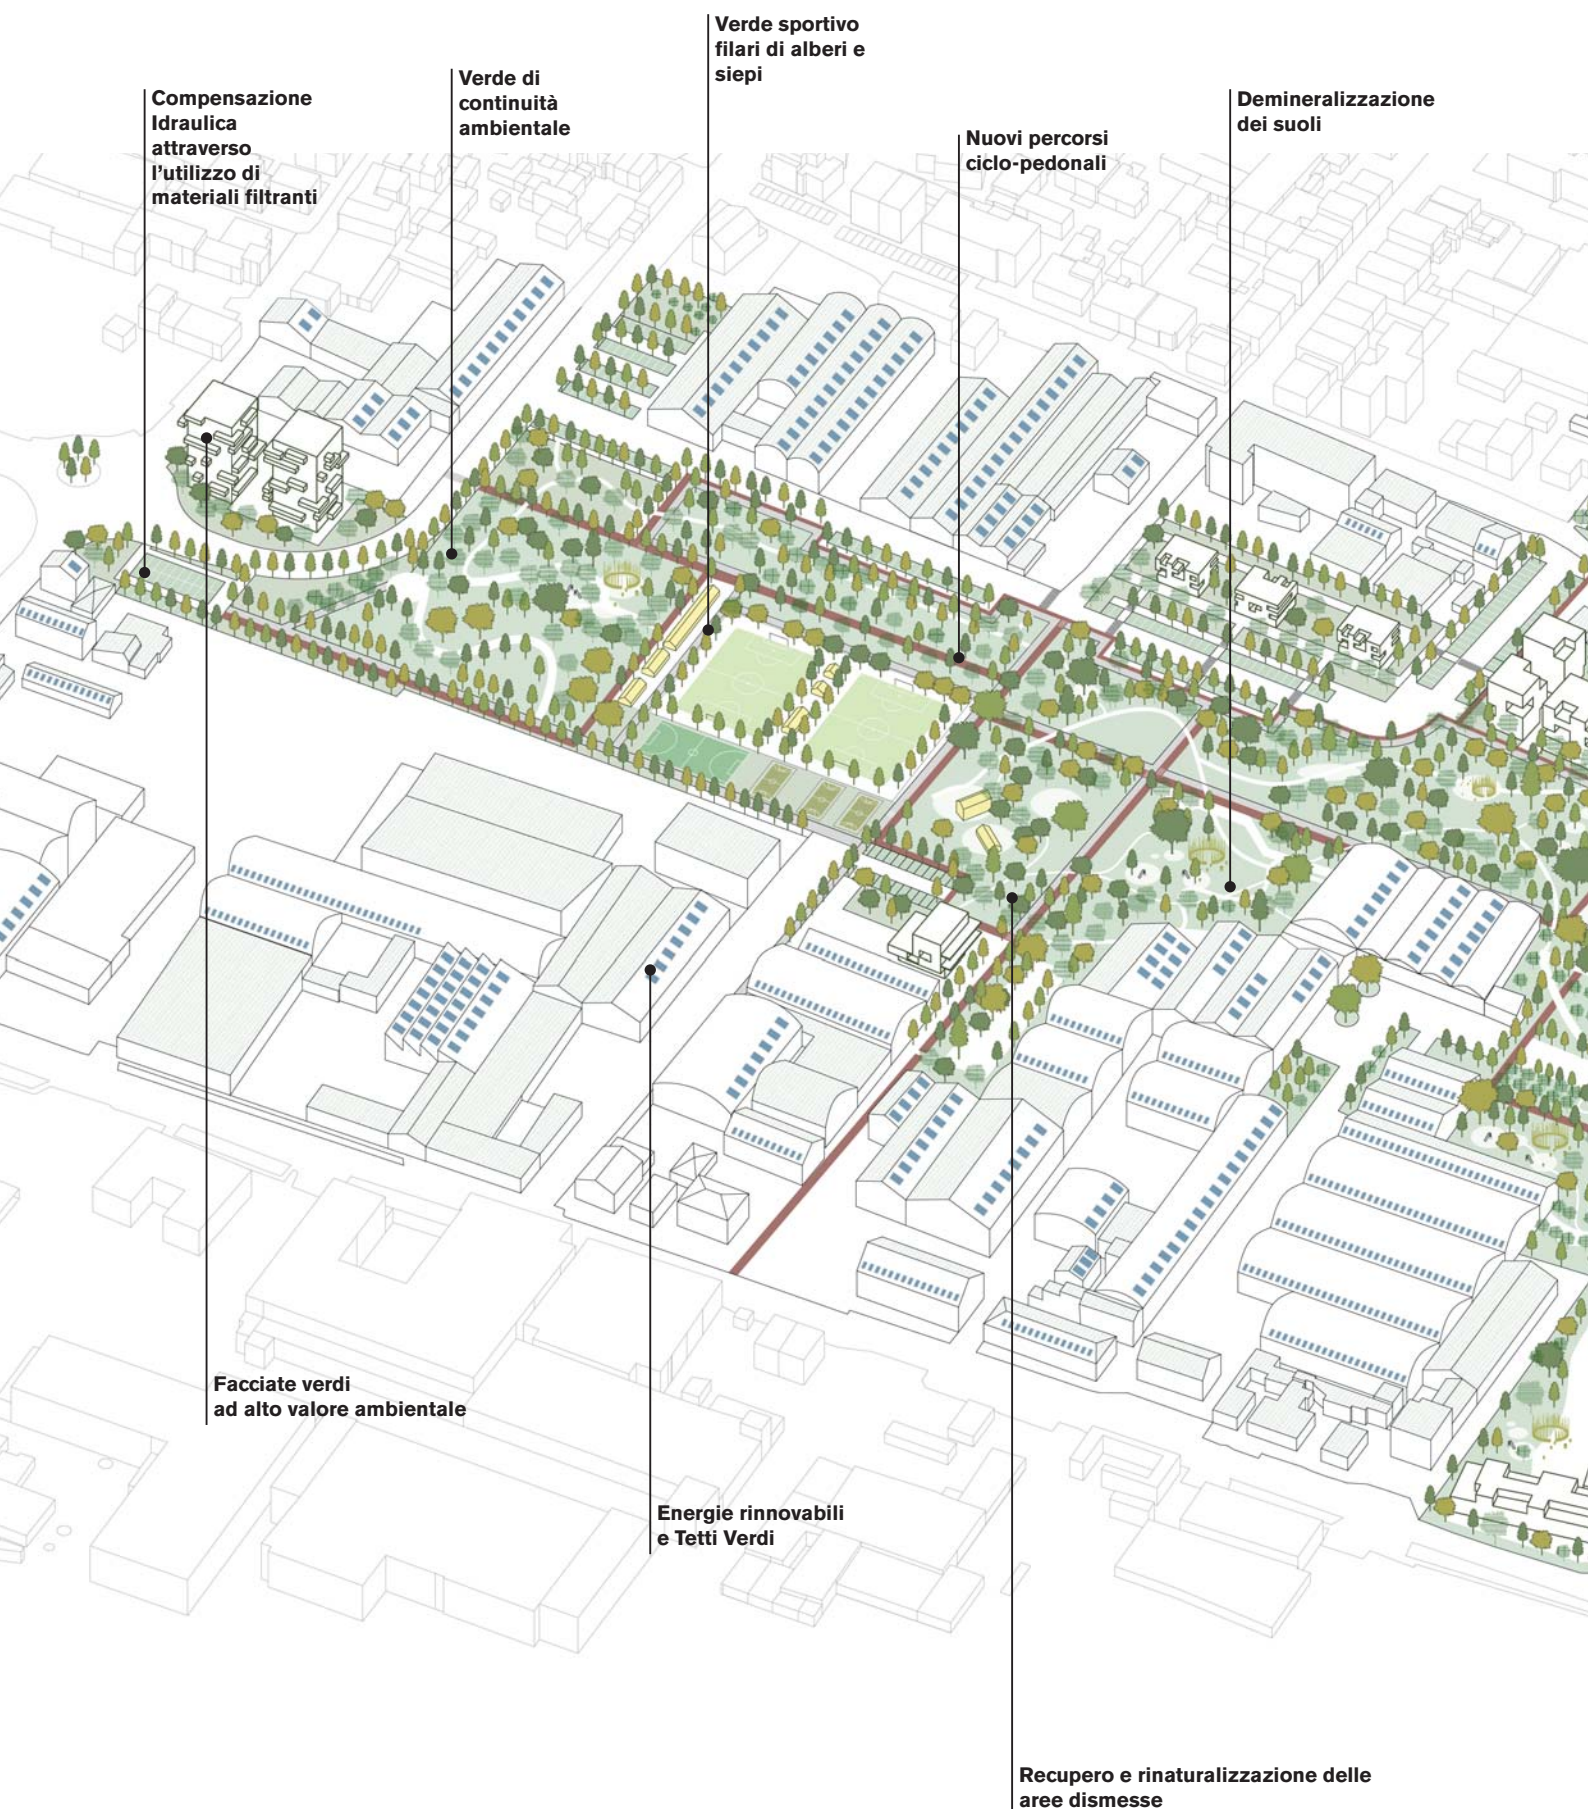 Verde sportivo
filari di alberi e
siepi
Verde di
continuità
ambientale
Compensazione
Idraulica
attraverso
l'utilizzo di
materiali filtranti
Demineralizzazione
dei suoli
Nuovi percorsi
ciclo-pedonali
Facciate verdi
ad alto valore ambientale
Energie rinnovabili
e Tetti Verdi
Recupero e rinaturalizzazione delle
aree dismesse